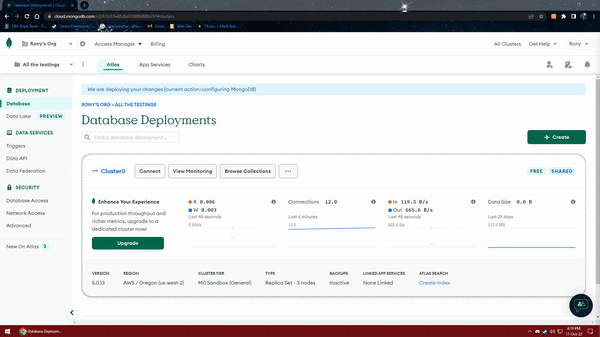 Database Deployments | Cloud
cloud.mongodb.com
Gmail
Rony's Org
Access Manager
Billing
All Clusters
Get Help
Rony
All the testings
Atlas
App Services
Charts
DEPLOYMENT
Database
Data Lake
PREVIEW
DATA SERVICES
Triggers
Data API
Data Federation
SECURITY
Database Access
Network Access
Advanced
New On Atlas 3
We are deploying your changes (current action: configuring MongoDB)
RONY'S ORG > ALL THE TESTINGS
Database Deployments
Find a database deployment...
+ Create
Cluster0
Connect
View Monitoring
Browse Collections
...
FREE
SHARED
Enhance Your Experience
For production throughput and
richer metrics, upgrade to a
dedicated cluster now!
Upgrade
R 0.006
W 0.003
Last 46 seconds
Connections 12.0
Last 6 minutes
12.0
In 119.3 B/s
Out 665.6 B/s
Last 46 seconds
Data Size 0.0 B
Last 29 days
512.0 MB
VERSION
5.0.13
REGION
AWS / Oregon (us-west-2)
CLUSTER TIER
M0 Sandbox (General)
TYPE
Replica Set - 3 nodes
BACKUPS
Inactive
LINKED APP SERVICES
None Linked
ATLAS SEARCH
Create Index
Database Deploym...
4:19 PM
17-Oct-22